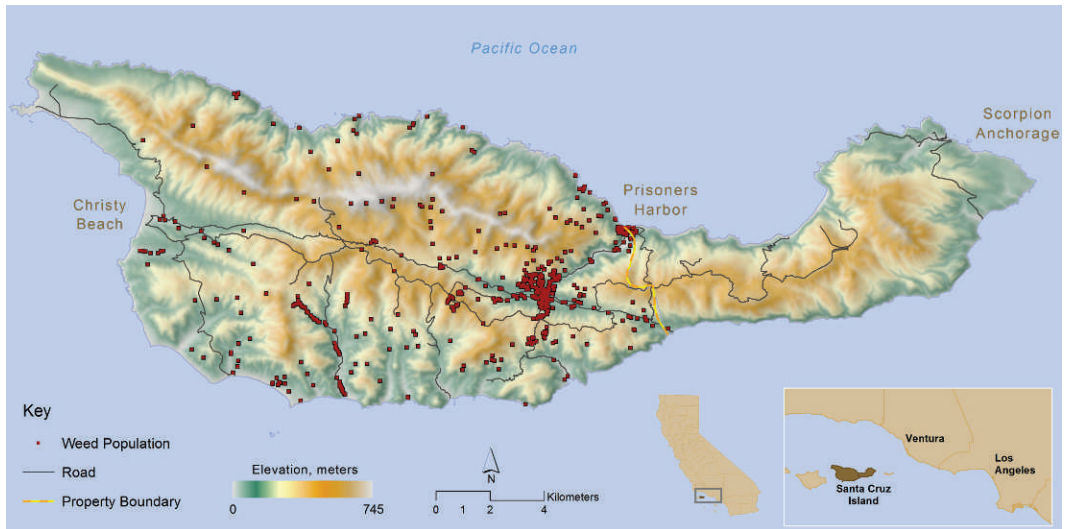 Pacific Ocean
Scorpion
Anchorage
Prisoners
Harbor
Christy
Beach
Key
Weed Population
Road
Property Boundary
Elevation, meters
0
745
N
Kilometers
0 1 2 4
Ventura
Los
Angeles
Santa Cruz
Island